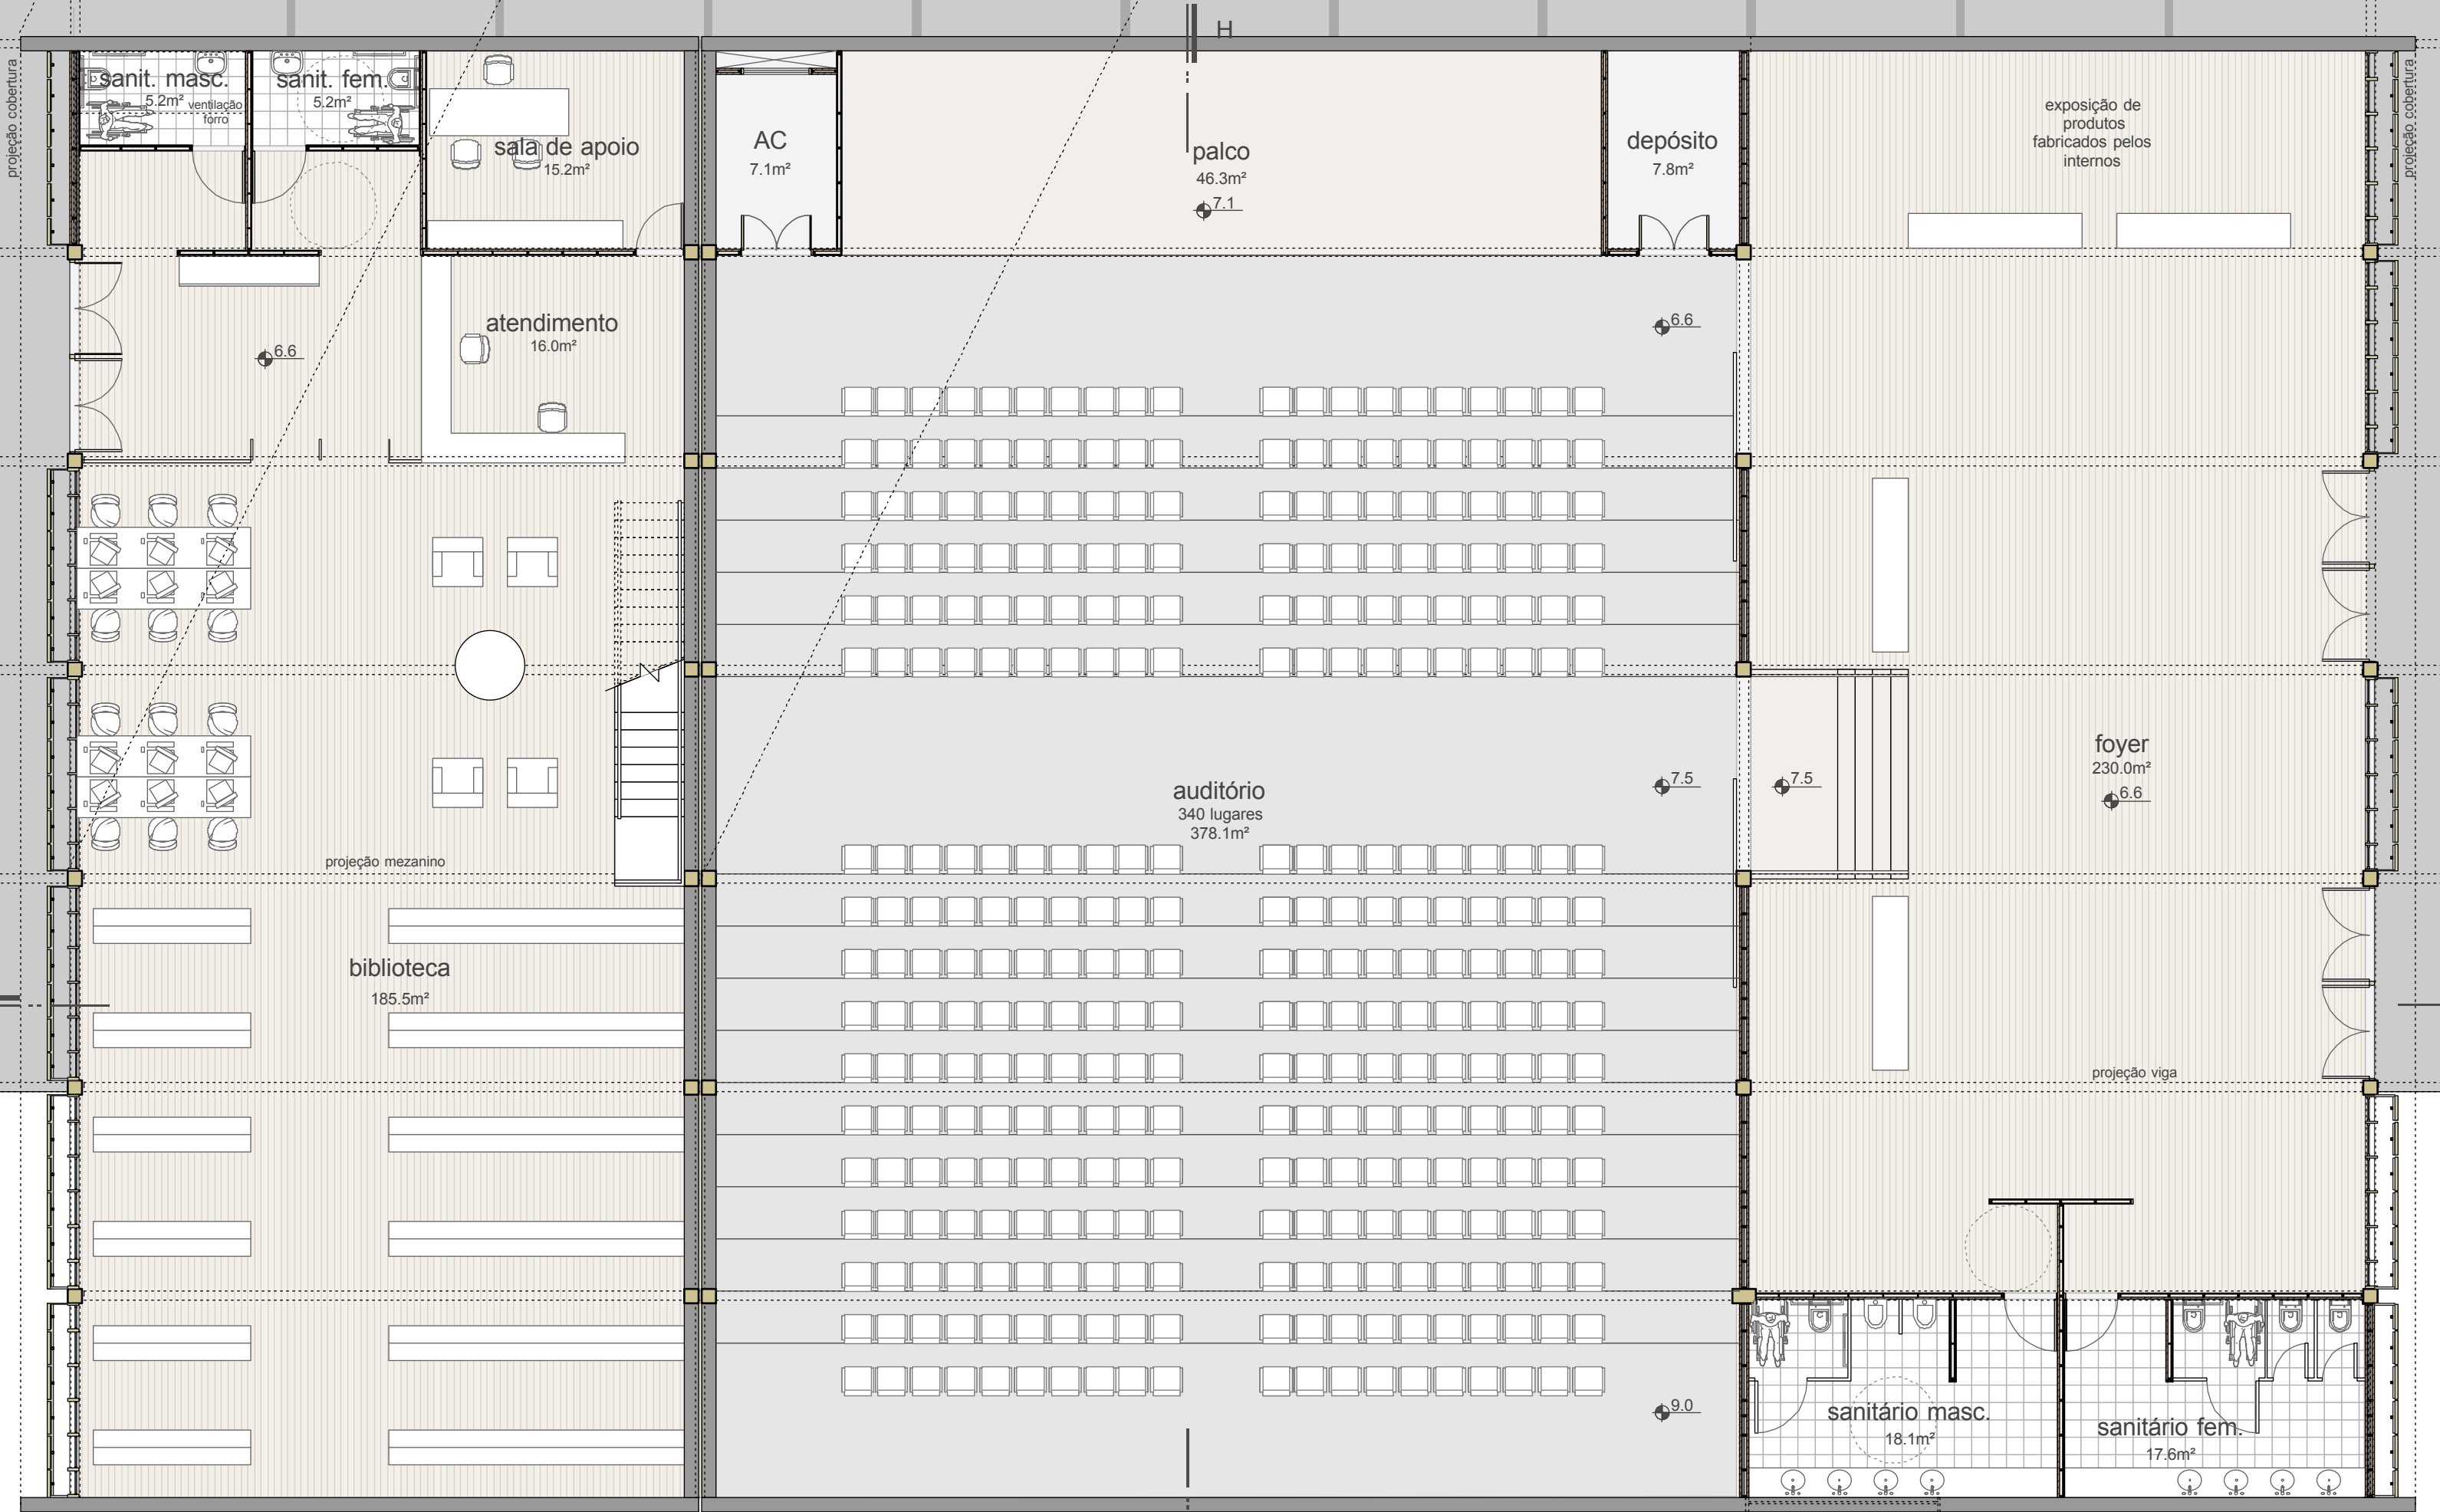 H
projeção cobertura
projeção cobertura
sanit. masc.
5.2m²
ventilação
forro
sanit. fem.
5.2m²
sala de apoio
15.2m²
AC
7.1m²
palco
46.3m²
7.1
depósito
7.8m²
exposição de
produtos
fabricados pelos
internos
atendimento
16.0m²
6.6
6.6
auditório
340 lugares
378.1m²
7.5
7.5
foyer
230.0m²
6.6
projeção mezanino
biblioteca
185.5m²
projeção viga
9.0
sanitário masc.
18.1m²
sanitário fem.
17.6m²